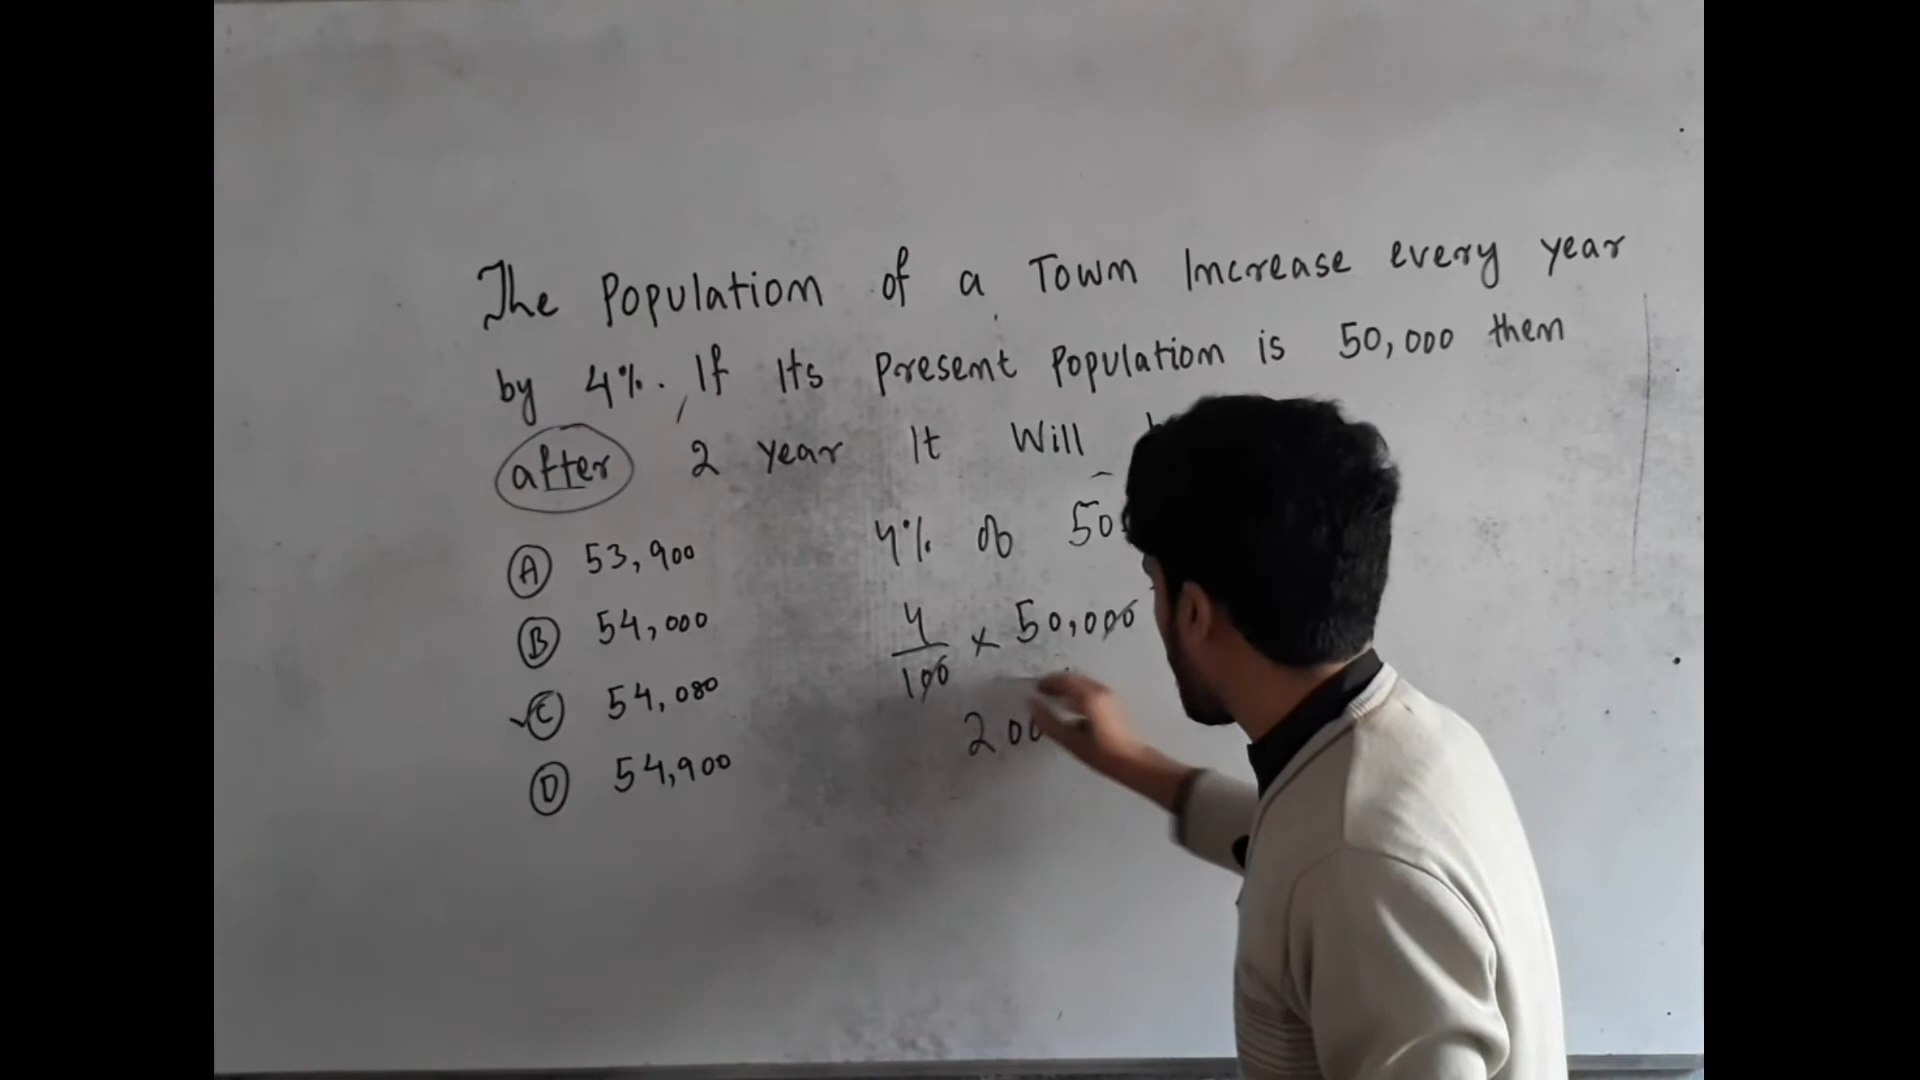 The Population of a Town Increase every year
by 4%. If Its Present Population is 50,000 then
after 2 year It Will
(A) 53,900
(B) 54,000
(C) 54,080
(D) 54,900
4% of 50
4
100 × 50,000
200